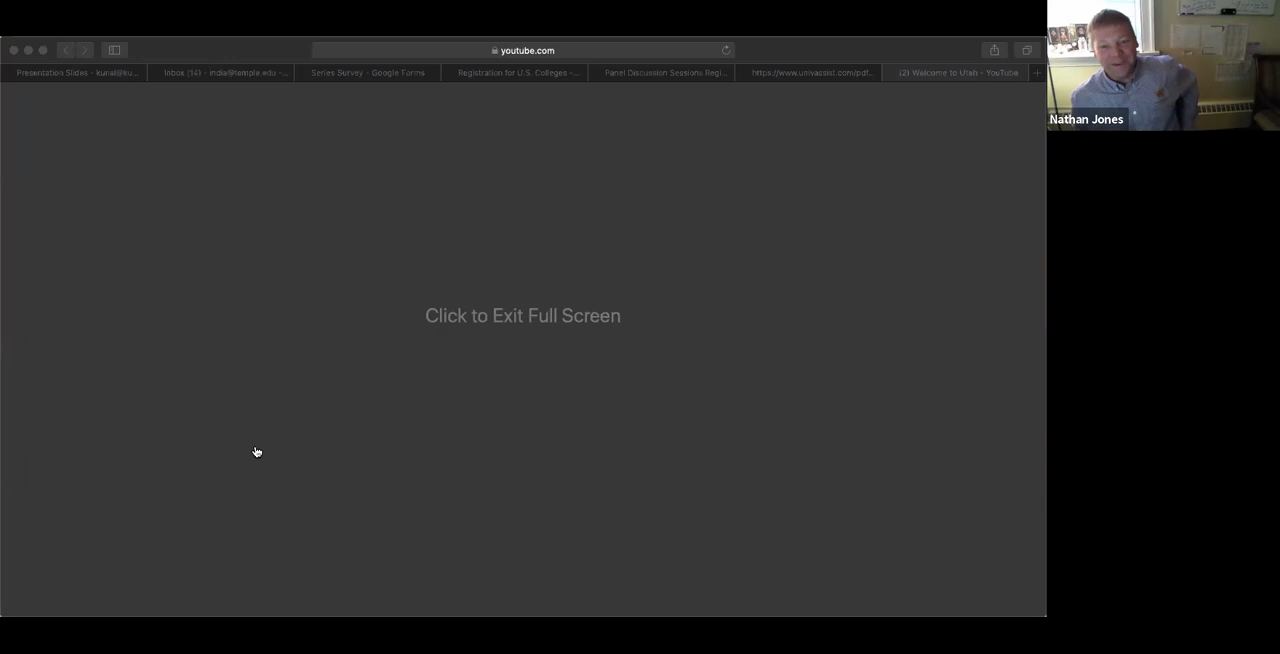 youtube.com
Presentation Slides - kunal@ku...
Inbox (14) - india@temple.edu -...
Series Survey - Google Forms
Registration for U.S. Colleges -...
Panel Discussion Sessions Regi...
https://www.univassist.com/pdf...
(2) Welcome to Utah - YouTube
Click to Exit Full Screen
Nathan Jones